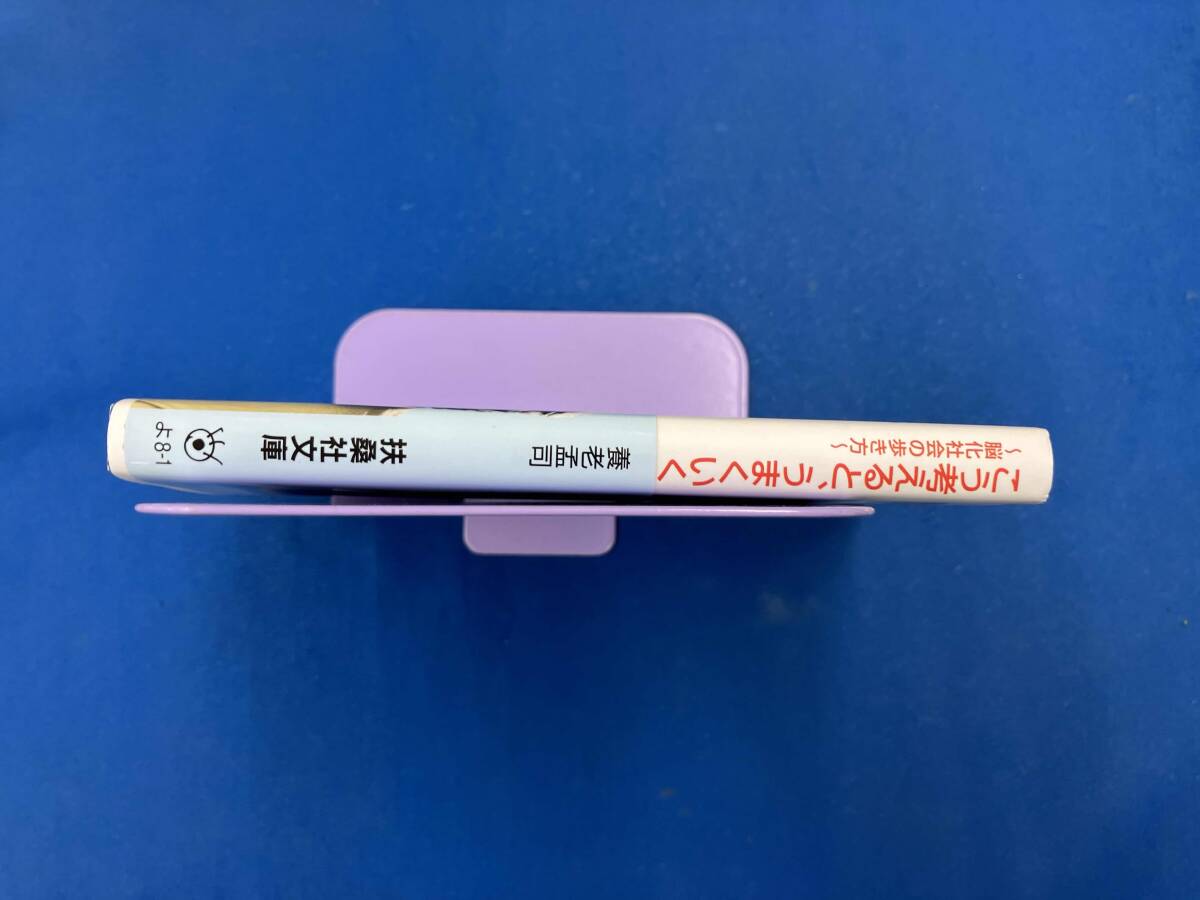 こう考えると、うまくいく
～脳化社会の歩き方～
養老孟司
扶桑社文庫
よ8-1